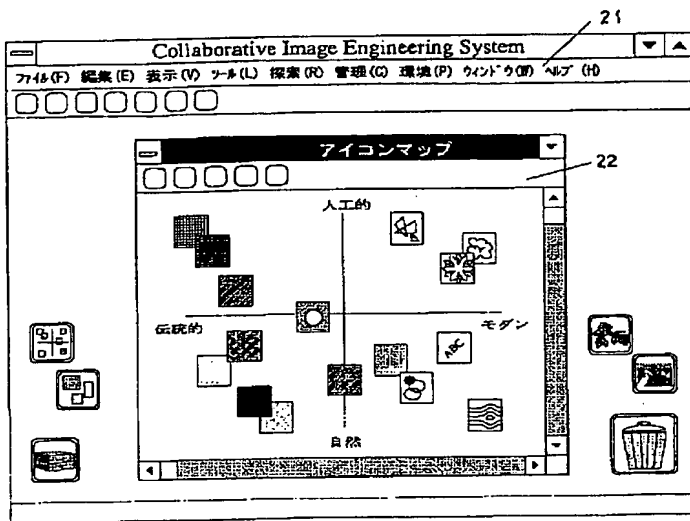 21
Collaborative Image Engineering System
ファイル(F) 編集(E) 表示(V) ツール(L) 探索(R) 管理(G) 環境(P) ウィンドウ(W) ヘルプ(H)
アイコンマップ
22
人工的
伝統的
モダン
ABC
自然